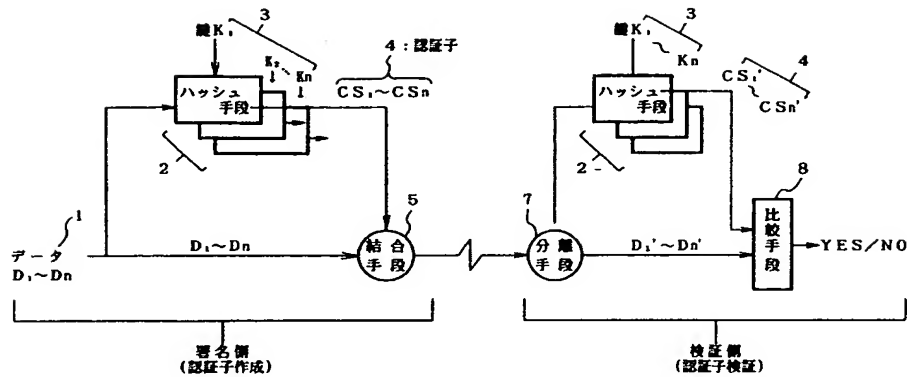 鍵K₁
3
K₂… Kn
4:認証子
CS₁〜CSn
ハッシュ
手段
2
1
データ
D₁〜Dn
D₁〜Dn
5
結合
手段
署名側
(認証子作成)
鍵K₁
〜
Kn
3
CS₁'
〜
CSn'
4
ハッシュ
手段
2
7
分離
手段
D₁'〜Dn'
8
比較手段
YES/NO
検証側
(認証子検証)